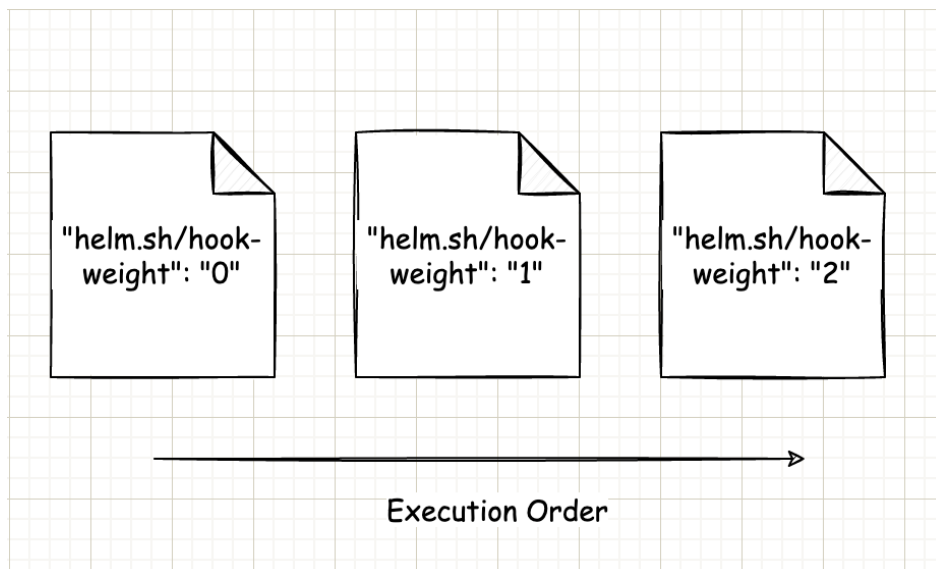 "helm.sh/hook-
weight": "0"
"helm.sh/hook-
weight": "1"
"helm.sh/hook-
weight": "2"
Execution Order